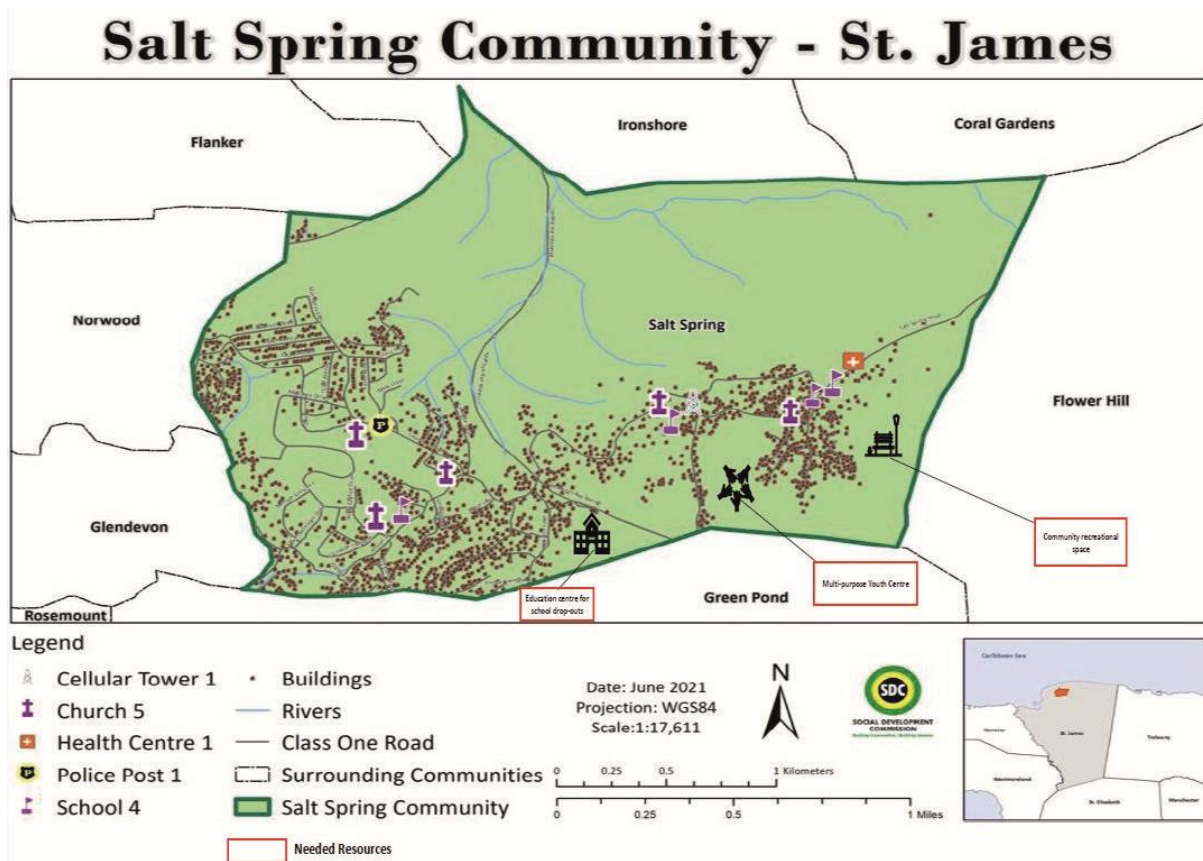 Salt Spring Community - St. James
Flanker
Ironshore
Coral Gardens
Norwood
Salt Spring
Flower Hill
Glendevon
Rosemount
Green Pond
Community recreational
space
Multi-purpose Youth Centre
Education centre for
school drop-outs
Legend
Cellular Tower 1
Church 5
Health Centre 1
P
Police Post 1
School 4
Buildings
Rivers
Class One Road
Surrounding Communities
Salt Spring Community
Needed Resources
Date: June 2021
Projection: WGS84
Scale:1:17,611
N
SDC
SOCIAL DEVELOPMENT
COMMISSION
0 0.25 0.5 1 Kilometers
0 0.25 0.5 1 Miles
Caribbean Sea
Hanover
St. James
Trelawny
Westmoreland
St. Elizabeth
Manchester